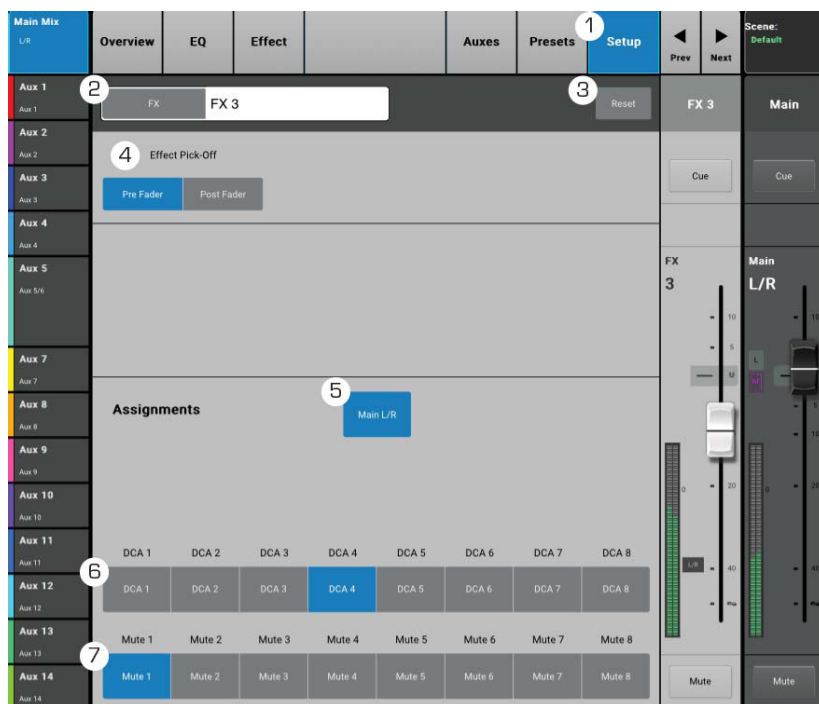 Main Mix
L/R
Overview
EQ
Effect
Auxes
Presets
1
Setup
Prev
Next
Scene:
Default
Aux 1
Aux 1
Aux 2
Aux 2
Aux 3
Aux 3
Aux 4
Aux 4
Aux 5
Aux 5/6
Aux 7
Aux 7
Aux 8
Aux 8
Aux 9
Aux 9
Aux 10
Aux 10
Aux 11
Aux 11
Aux 12
Aux 12
Aux 13
Aux 13
Aux 14
Aux 14
2
FX FX 3
3
Reset
4
Effect Pick-Off
Pre Fader Post Fader
Assignments
5
Main L/R
DCA 1 DCA 2 DCA 3 DCA 4 DCA 5 DCA 6 DCA 7 DCA 8
6
DCA 1 DCA 2 DCA 3 DCA 4 DCA 5 DCA 6 DCA 7 DCA 8
Mute 1 Mute 2 Mute 3 Mute 4 Mute 5 Mute 6 Mute 7 Mute 8
7
Mute 1 Mute 2 Mute 3 Mute 4 Mute 5 Mute 6 Mute 7 Mute 8
FX 3
Cue
FX
3
10
5
U
0
20
L/R
40
∞
Mute
Main
Cue
Main
L/R
10
L
U
5
10
0
20
40
∞
Mute